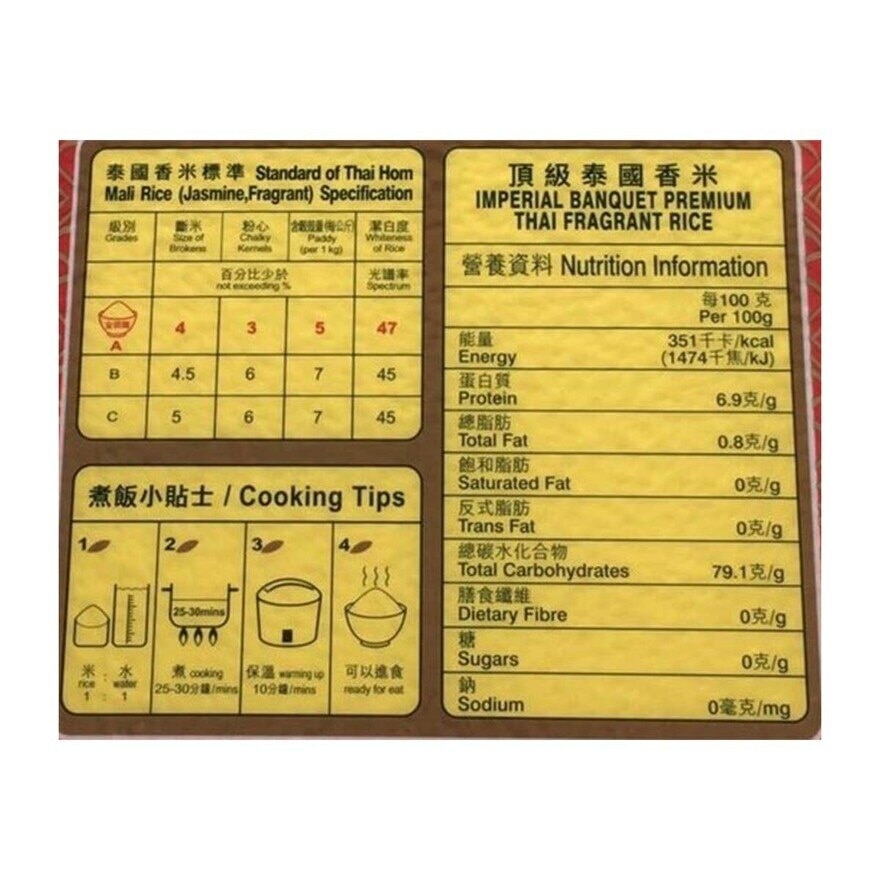 泰國香米標準 Standard of Thai Hom
Mali Rice (Jasmine,Fragrant) Specification
級別 斷米 粉心 潔白度
Grades Size of Brokens Chalky Kernels Paddy (per 1 kg) Whiteness of Rice
百分比少於 光譜率
not exceeding % Spectrum
A 4 3 5 47
B 4.5 6 7 45
C 5 6 7 45
煮飯小貼士 / Cooking Tips
1 2 3 4
25-30mins
米 : 水
rice water
1 : 1
煮 cooking
25-30分鐘/mins
保溫 warming up
10分鐘/mins
可以進食
ready for eat
頂級泰國香米
IMPERIAL BANQUET PREMIUM
THAI FRAGRANT RICE
營養資料 Nutrition Information
每100 克
Per 100g
能量 351千卡/kcal
Energy (1474千焦/kJ)
蛋白質
Protein 6.9克/g
總脂肪
Total Fat 0.8克/g
飽和脂肪
Saturated Fat 0克/g
反式脂肪
Trans Fat 0克/g
總碳水化合物
Total Carbohydrates 79.1克/g
膳食纖維
Dietary Fibre 0克/g
糖
Sugars 0克/g
鈉
Sodium 0毫克/mg